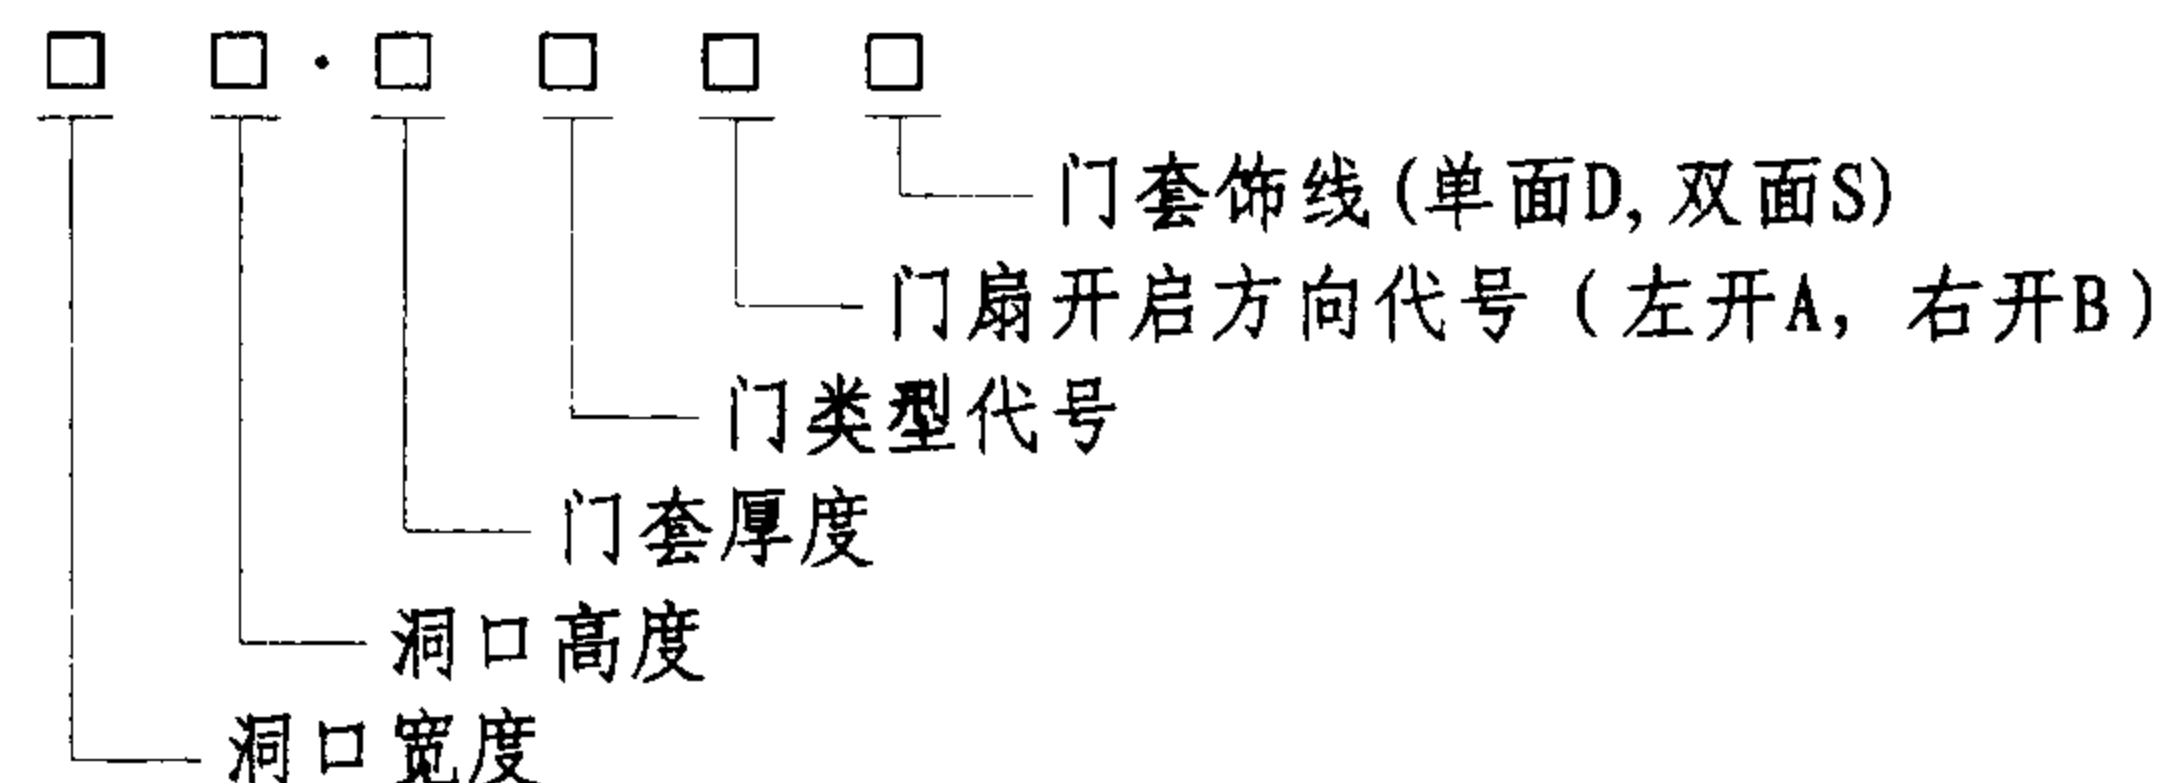 □ □·□ □ □ □
门套饰线(单面D,双面S)
门扇开启方向代号（左开A，右开B）
门类型代号
门套厚度
洞口高度
洞口宽度